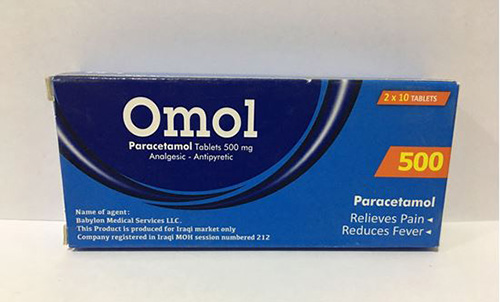 2 x 10 TABLETS
Omol
Paracetamol Tablets 500 mg
Analgesic - Antipyretic
500
Paracetamol
Relieves Pain
Reduces Fever
Name of agent:
Babylon Medical Services LLC.
This Product is produced for Iraqi market only
Company registered in Iraqi MOH session numbered 212